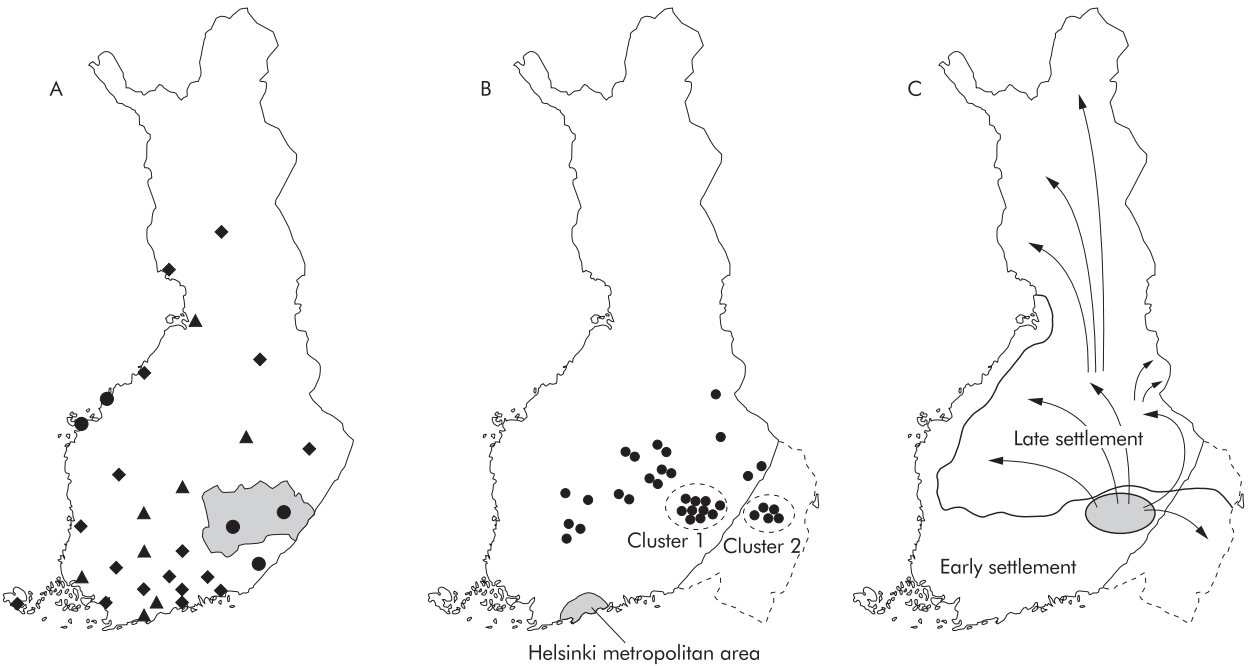 A
B
C
Late settlement
Cluster 1
Cluster 2
Early settlement
Helsinki metropolitan area